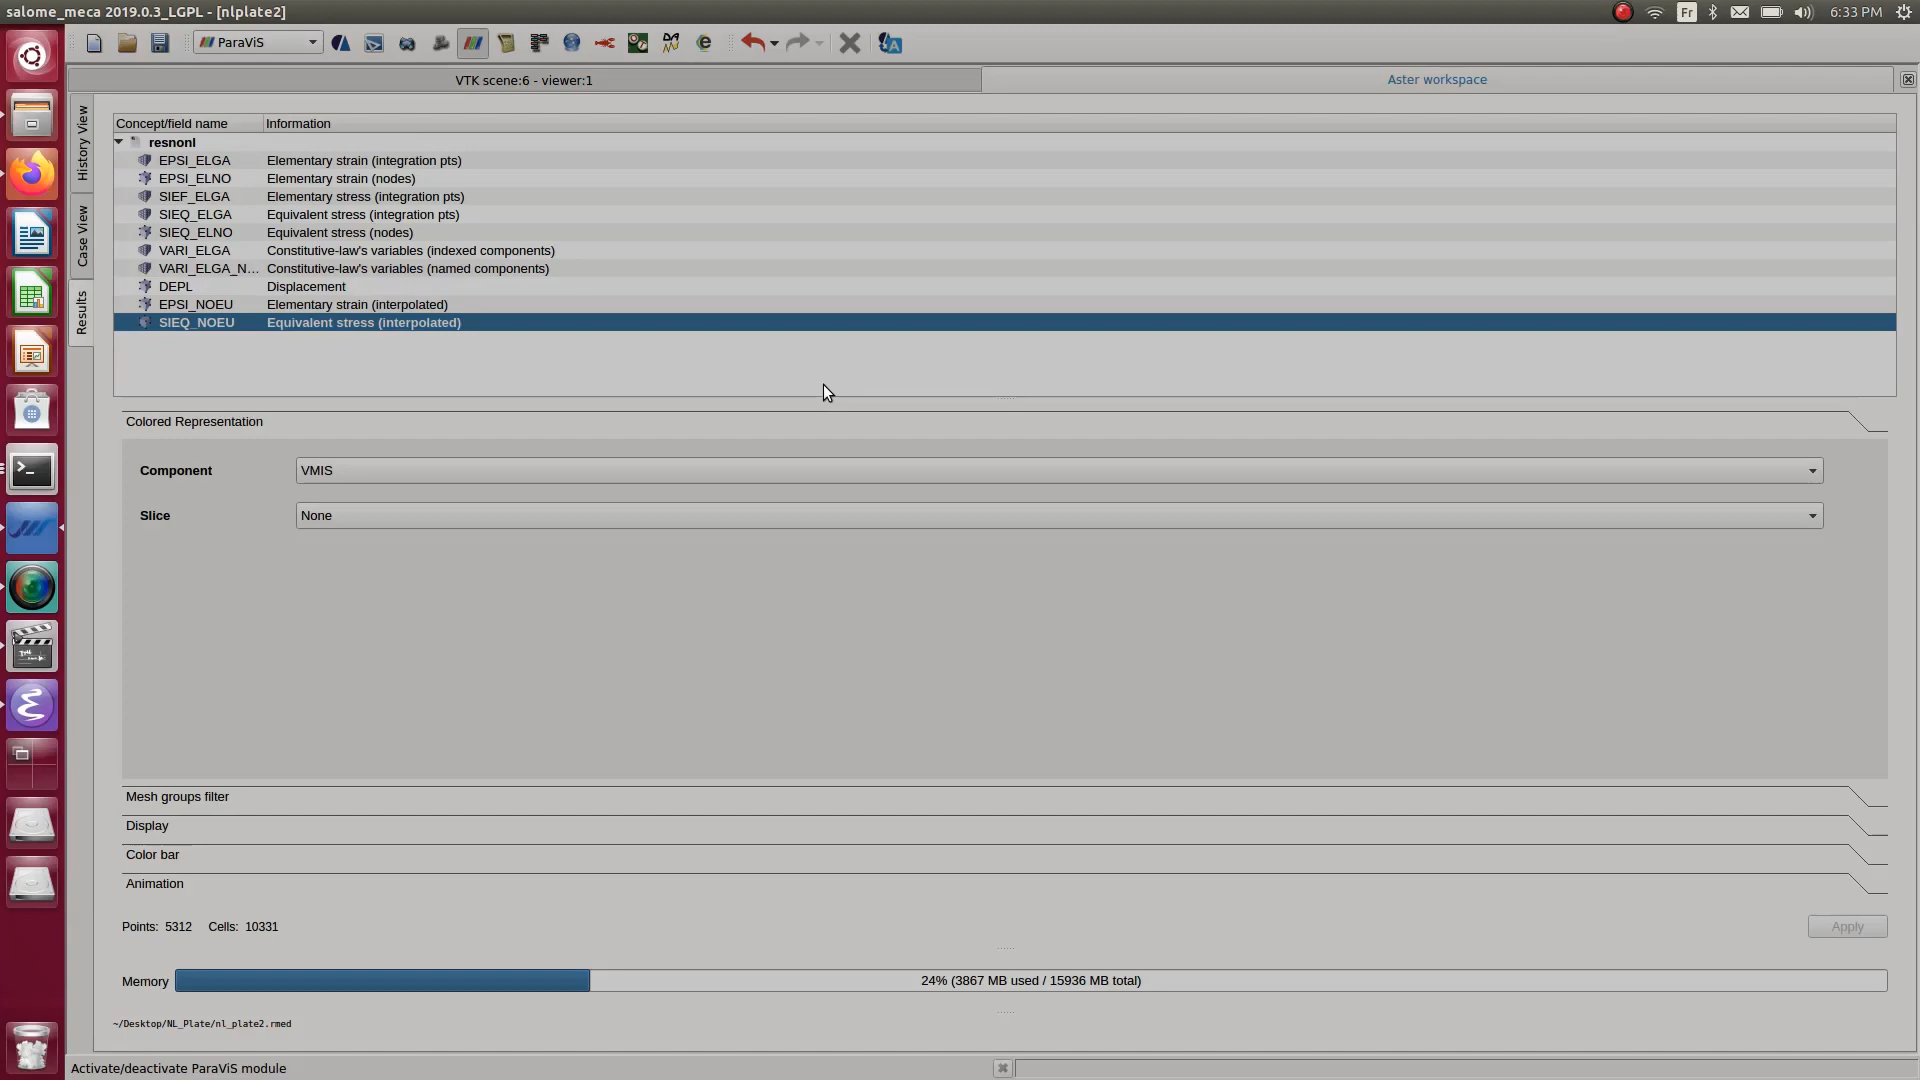 salome_meca 2019.0.3_LGPL - [nlplate2]
Fr
6:33 PM
ParaViS
VTK scene:6 - viewer:1
Aster workspace
History View
Case View
Results
Concept/field name
Information
resnonl
EPSI_ELGA
Elementary strain (integration pts)
EPSI_ELNO
Elementary strain (nodes)
SIEF_ELGA
Elementary stress (integration pts)
SIEQ_ELGA
Equivalent stress (integration pts)
SIEQ_ELNO
Equivalent stress (nodes)
VARI_ELGA
Constitutive-law's variables (indexed components)
VARI_ELGA_N...
Constitutive-law's variables (named components)
DEPL
Displacement
EPSI_NOEU
Elementary strain (interpolated)
SIEQ_NOEU
Equivalent stress (interpolated)
Colored Representation
Component
VMIS
Slice
None
Mesh groups filter
Display
Color bar
Animation
Points: 5312 Cells: 10331
Apply
Memory
24% (3867 MB used / 15936 MB total)
~/Desktop/NL_Plate/nl_plate2.rmed
Activate/deactivate ParaViS module